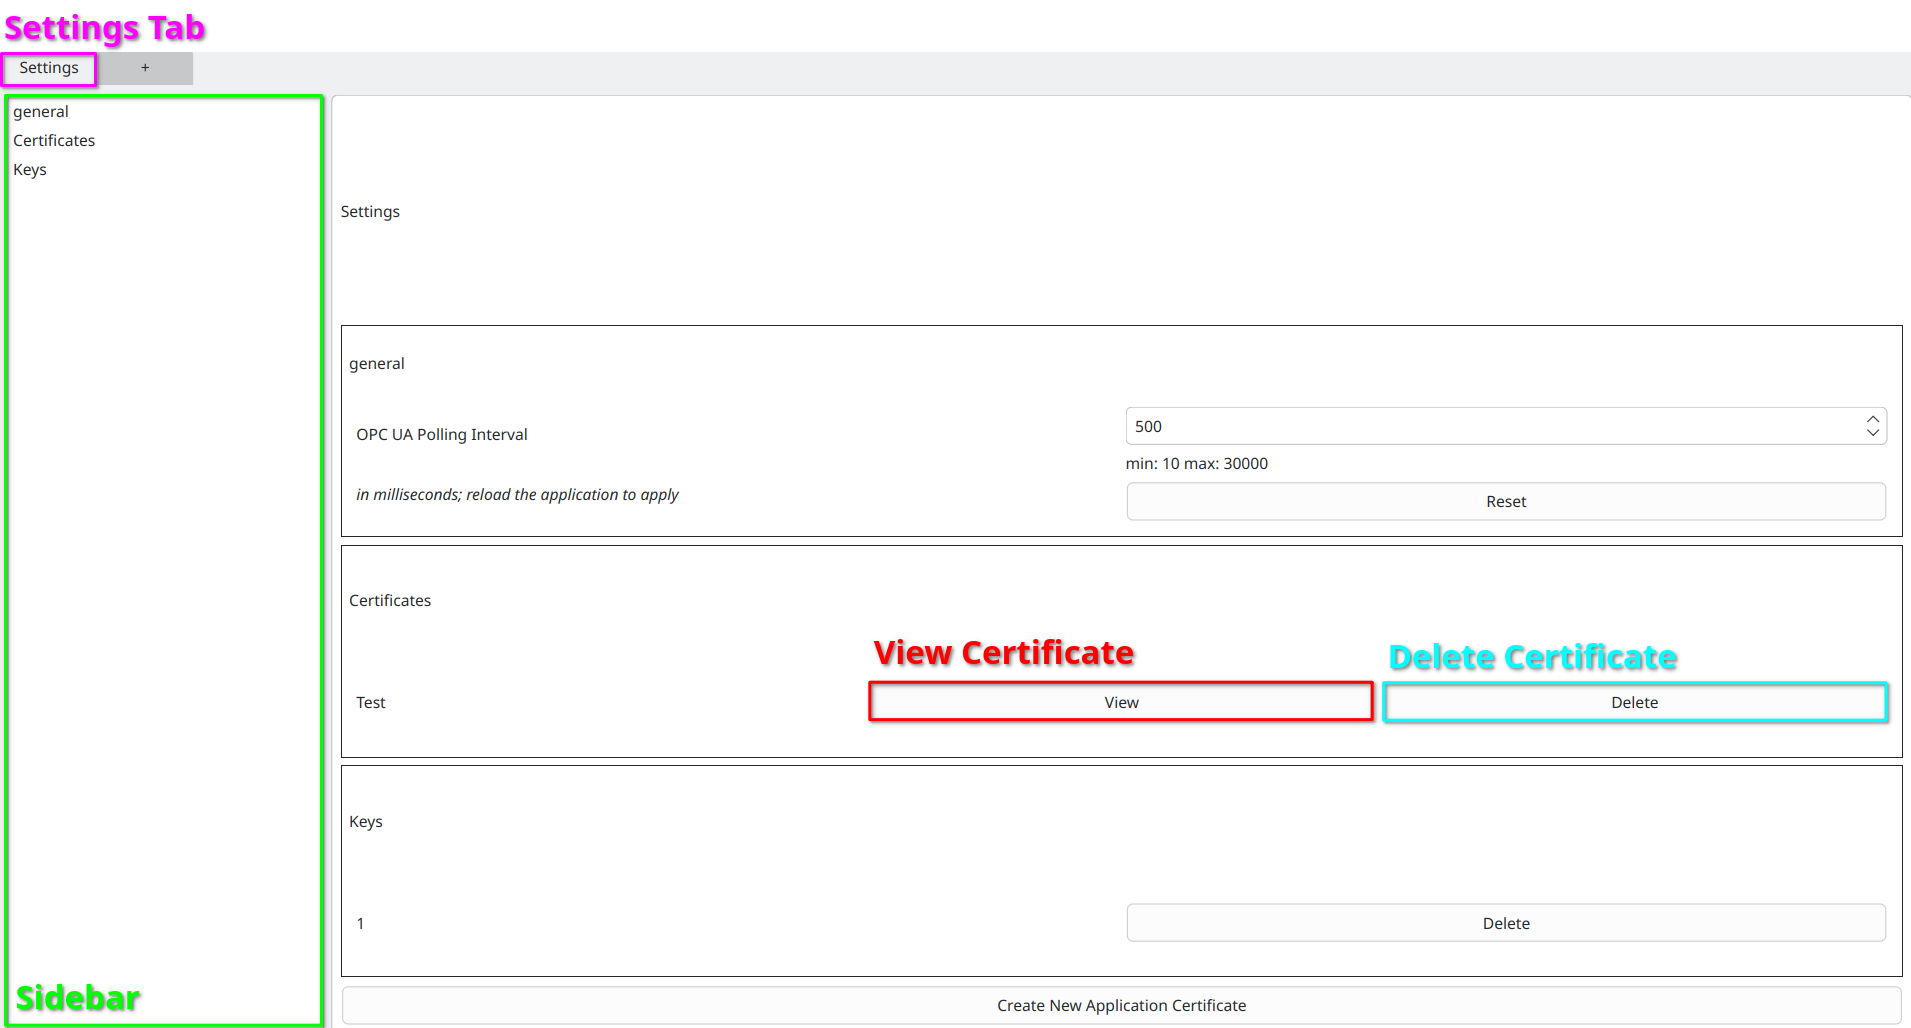 Settings Tab
Settings +
general
Certificates
Keys
Settings
general
OPC UA Polling Interval
500
min: 10 max: 30000
in milliseconds; reload the application to apply
Reset
Certificates
View Certificate
Delete Certificate
Test View Delete
Keys
1 Delete
Sidebar
Create New Application Certificate